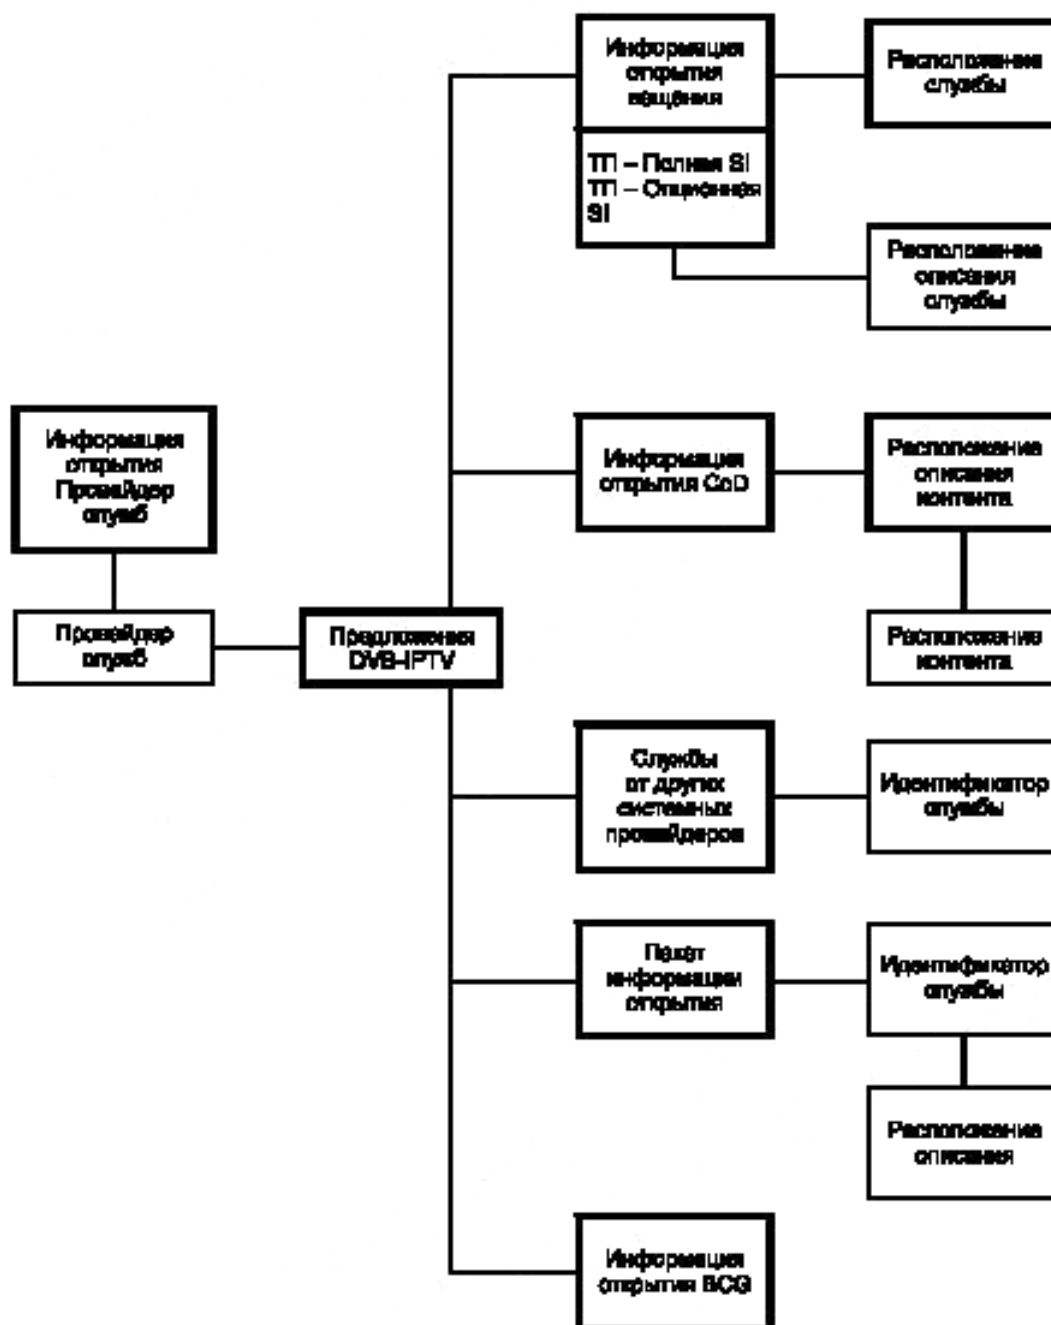 Информация
открытия
вещания
ТП – Полная SI
ТП – Опционная
SI
Расположение
службы
Расположение
описания
службы
Информация
открытия
Провайдер
служб
Провайдер
служб
Предложения
DVB-IPTV
Информация
открытия CoD
Расположение
описания
контента
Расположение
контента
Службы
от других
системных
провайдеров
Идентификатор
службы
Пакет
информации
открытия
Идентификатор
службы
Расположение
описания
Информация
открытия BCG